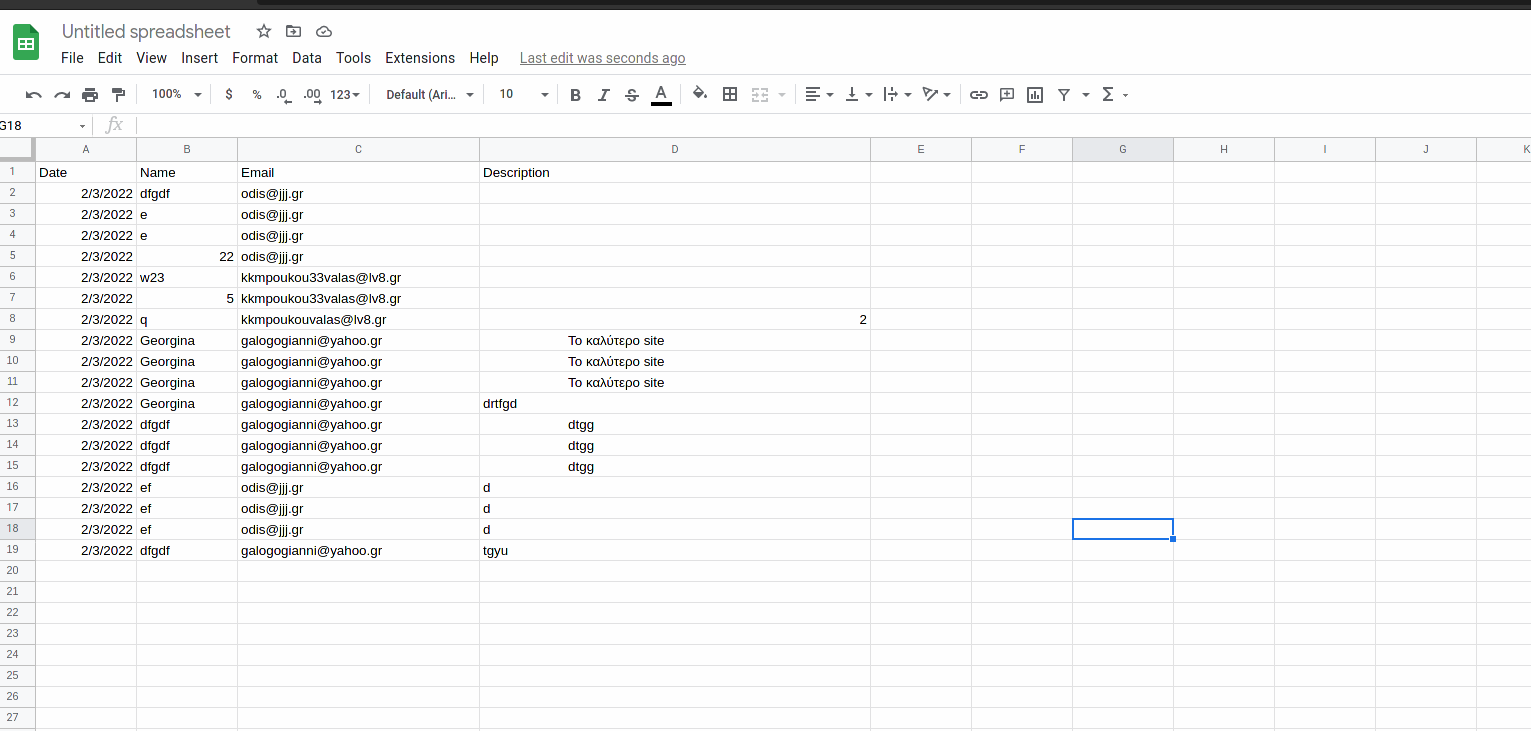 Untitled spreadsheet
File Edit View Insert Format Data Tools Extensions Help Last edit was seconds ago
100% $ % .0 .00 123 Default (Ari... 10 B I S A Σ
G18 fx
A B C D E F G H I J K
1 Date Name Email Description
2 2/3/2022 dfgdf odis@jjj.gr
3 2/3/2022 e odis@jjj.gr
4 2/3/2022 e odis@jjj.gr
5 2/3/2022 22 odis@jjj.gr
6 2/3/2022 w23 kkmpoukou33valas@lv8.gr
7 2/3/2022 5 kkmpoukou33valas@lv8.gr
8 2/3/2022 q kkmpoukouvalas@lv8.gr 2
9 2/3/2022 Georgina galogogianni@yahoo.gr Το καλύτερο site
10 2/3/2022 Georgina galogogianni@yahoo.gr Το καλύτερο site
11 2/3/2022 Georgina galogogianni@yahoo.gr Το καλύτερο site
12 2/3/2022 Georgina galogogianni@yahoo.gr drtfgd
13 2/3/2022 dfgdf galogogianni@yahoo.gr dtgg
14 2/3/2022 dfgdf galogogianni@yahoo.gr dtgg
15 2/3/2022 dfgdf galogogianni@yahoo.gr dtgg
16 2/3/2022 ef odis@jjj.gr d
17 2/3/2022 ef odis@jjj.gr d
18 2/3/2022 ef odis@jjj.gr d
19 2/3/2022 dfgdf galogogianni@yahoo.gr tgyu
20
21
22
23
24
25
26
27